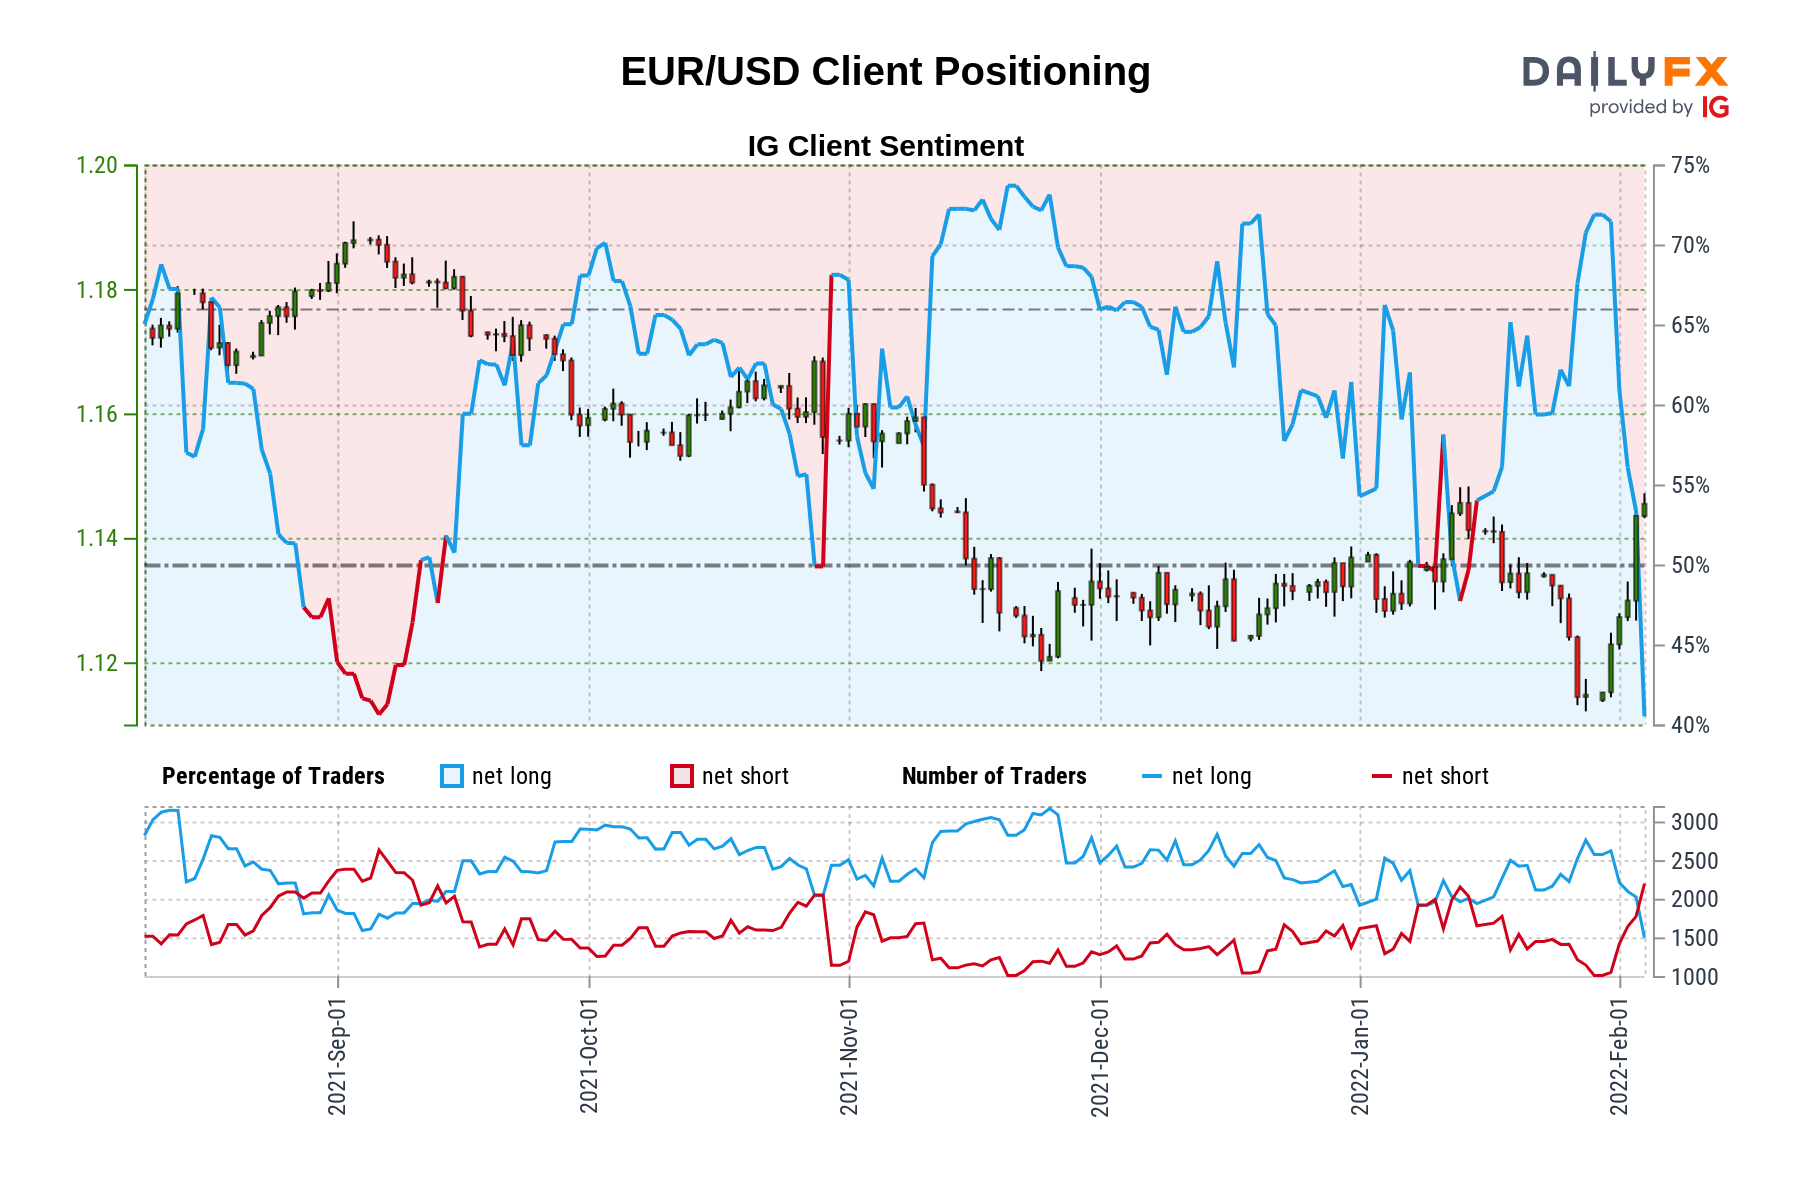 EUR/USD Client Positioning
DAILYFX
provided by IG
IG Client Sentiment
1.20
1.18
1.16
1.14
1.12
75%
70%
65%
60%
55%
50%
45%
40%
Percentage of Traders net long net short Number of Traders net long net short
3000
2500
2000
1500
1000
2021-Sep-01
2021-Oct-01
2021-Nov-01
2021-Dec-01
2022-Jan-01
2022-Feb-01